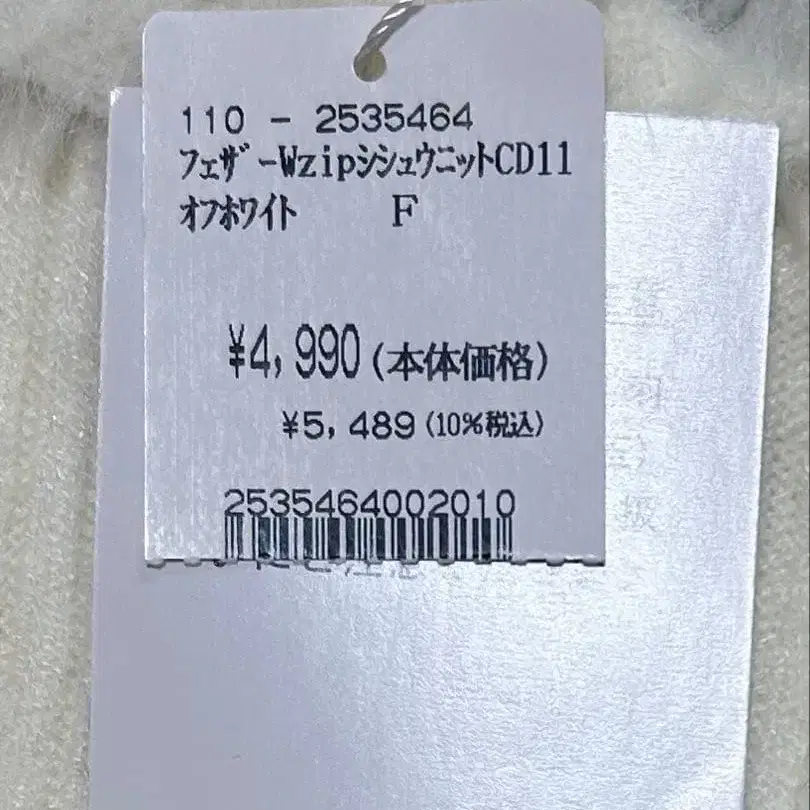 110 - 2535464
ﾌｪｻﾞｰWzipｼｼｭｳﾆｯﾄCD11
ｵﾌﾎﾜｲﾄ F
¥4,990(本体価格)
¥5,489(10%税込)
2535464002010